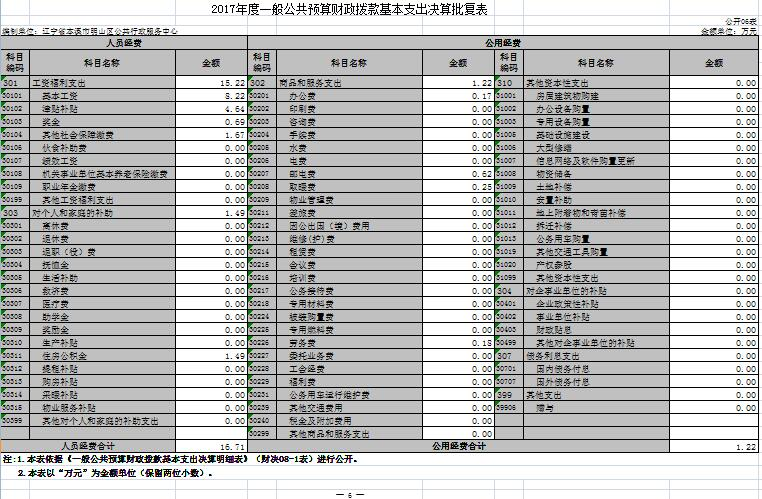 2017年度一般公共预算财政拨款基本支出决算批复表
公开06表
编制单位：辽宁省本溪市明山区公共行政服务中心 金额单位：万元
人员经费 公用经费
科目编码 科目名称 金额 科目编码 科目名称 金额 科目编码 科目名称 金额
301 工资福利支出 15.22 302 商品和服务支出 1.22 310 其他资本性支出 0.00
30101 基本工资 8.22 30201 办公费 0.17 31001 房屋建筑物购建 0.00
30102 津贴补贴 4.64 30202 印刷费 0.00 31002 办公设备购置 0.00
30103 奖金 0.69 30203 咨询费 0.00 31003 专用设备购置 0.00
30104 其他社会保障缴费 1.67 30204 手续费 0.00 31005 基础设施建设 0.00
30106 伙食补助费 0.00 30205 水费 0.00 31006 大型修缮 0.00
30107 绩效工资 0.00 30206 电费 0.00 31007 信息网络及软件购置更新 0.00
30108 机关事业单位基本养老保险缴费 0.00 30207 邮电费 0.62 31008 物资储备 0.00
30109 职业年金缴费 0.00 30208 取暖费 0.25 31009 土地补偿 0.00
30199 其他工资福利支出 0.00 30209 物业管理费 0.00 31010 安置补助 0.00
303 对个人和家庭的补助 1.49 30211 差旅费 0.00 31011 地上附着物和青苗补偿 0.00
30301 离休费 0.00 30212 因公出国（境）费用 0.00 31012 拆迁补偿 0.00
30302 退休费 0.00 30213 维修(护)费 0.00 31013 公务用车购置 0.00
30303 退职（役）费 0.00 30214 租赁费 0.00 31019 其他交通工具购置 0.00
30304 抚恤金 0.00 30215 会议费 0.00 31020 产权参股 0.00
30305 生活补助 0.00 30216 培训费 0.00 31099 其他资本性支出 0.00
30306 救济费 0.00 30217 公务接待费 0.00 304 对企事业单位的补贴 0.00
30307 医疗费 0.00 30218 专用材料费 0.00 30401 企业政策性补贴 0.00
30308 助学金 0.00 30224 被装购置费 0.00 30402 事业单位补贴 0.00
30309 奖励金 0.00 30225 专用燃料费 0.00 30403 财政贴息 0.00
30310 生产补贴 0.00 30226 劳务费 0.18 30499 其他对企事业单位的补贴 0.00
30311 住房公积金 1.49 30227 委托业务费 0.00 307 债务利息支出 0.00
30312 提租补贴 0.00 30228 工会经费 0.00 30701 国内债务付息 0.00
30313 购房补贴 0.00 30229 福利费 0.00 30707 国外债务付息 0.00
30314 采暖补贴 0.00 30231 公务用车运行维护费 0.00 399 其他支出 0.00
30315 物业服务补贴 0.00 30239 其他交通费用 0.00 39906 赠与 0.00
30399 其他对个人和家庭的补助支出 0.00 30240 税金及附加费用 0.00
30299 其他商品和服务支出 0.00
人员经费合计 16.71 公用经费合计 1.22
注:1.本表依据《一般公共预算财政拨款基本支出决算明细表》（财决08-1表）进行公开。
2.本表以“万元”为金额单位（保留两位小数）。
— 6 —